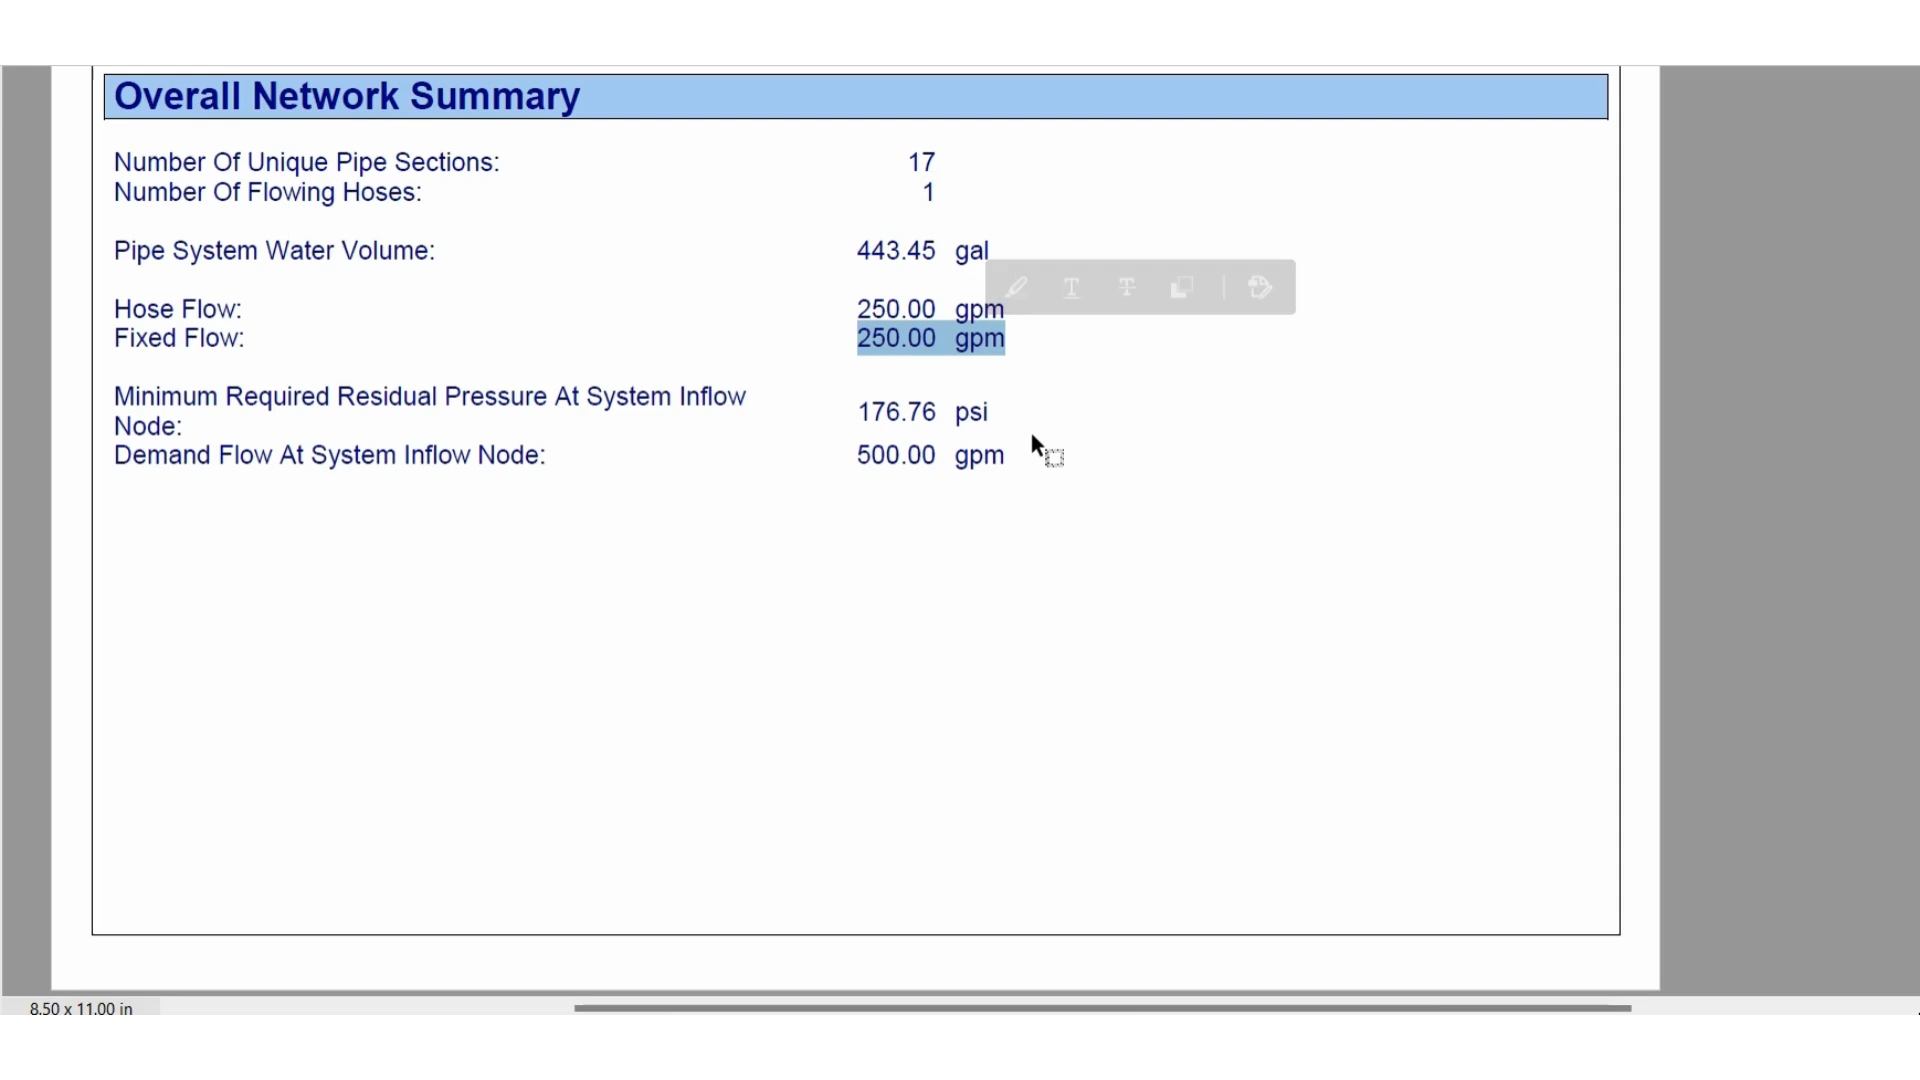 Overall Network Summary
Number Of Unique Pipe Sections: 17
Number Of Flowing Hoses: 1
Pipe System Water Volume: 443.45 gal
Hose Flow: 250.00 gpm
Fixed Flow: 250.00 gpm
Minimum Required Residual Pressure At System Inflow
Node: 176.76 psi
Demand Flow At System Inflow Node: 500.00 gpm
8.50 x 11.00 in